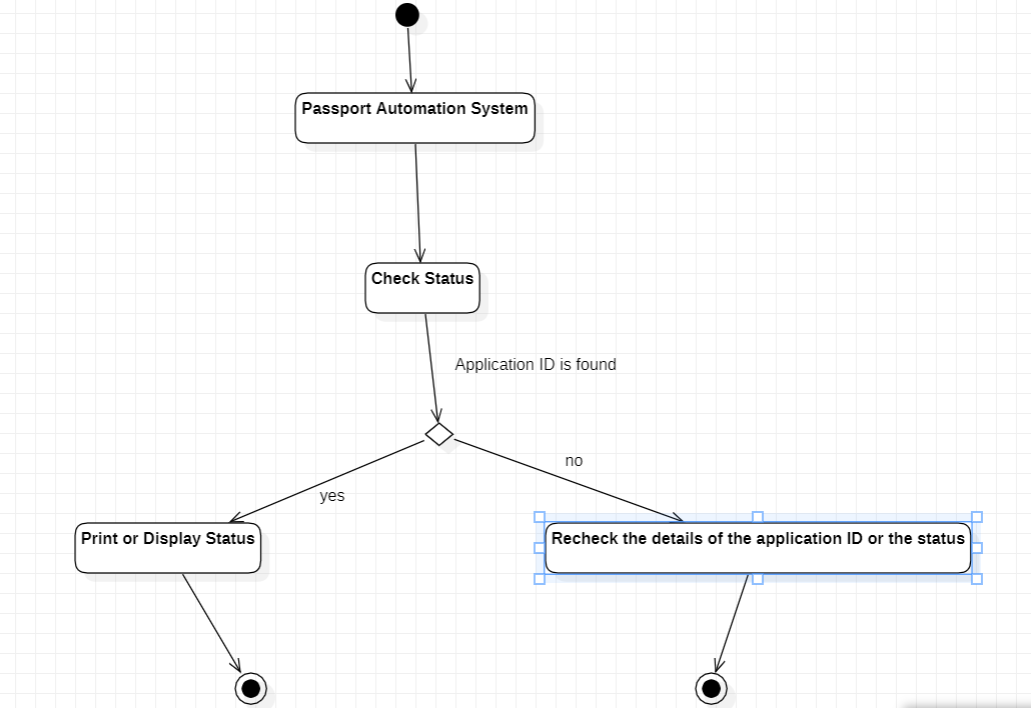 Passport Automation System
Check Status
Application ID is found
no
yes
Print or Display Status
Recheck the details of the application ID or the status